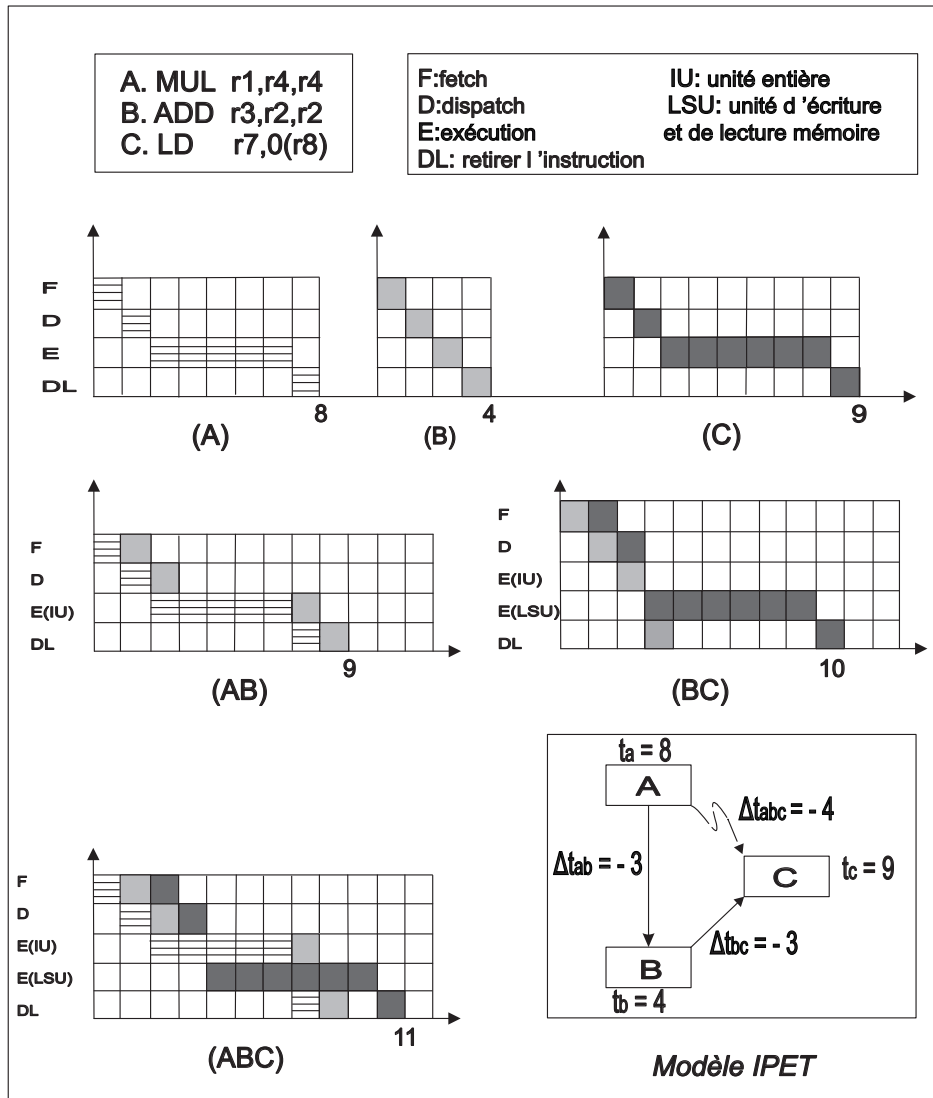 A. MUL r1,r4,r4
B. ADD r3,r2,r2
C. LD r7,0(r8)
F:fetch
D:dispatch
E:exécution
DL: retirer l 'instruction
IU: unité entière
LSU: unité d 'écriture
et de lecture mémoire
F
D
E
DL
8
(A)
4
(B)
9
(C)
F
D
E(IU)
DL
9
(AB)
F
D
E(IU)
E(LSU)
DL
10
(BC)
F
D
E(IU)
E(LSU)
DL
11
(ABC)
ta = 8
A
Δtabc = - 4
Δtab = - 3
C
tc = 9
Δtbc = - 3
B
tb = 4
Modèle IPET